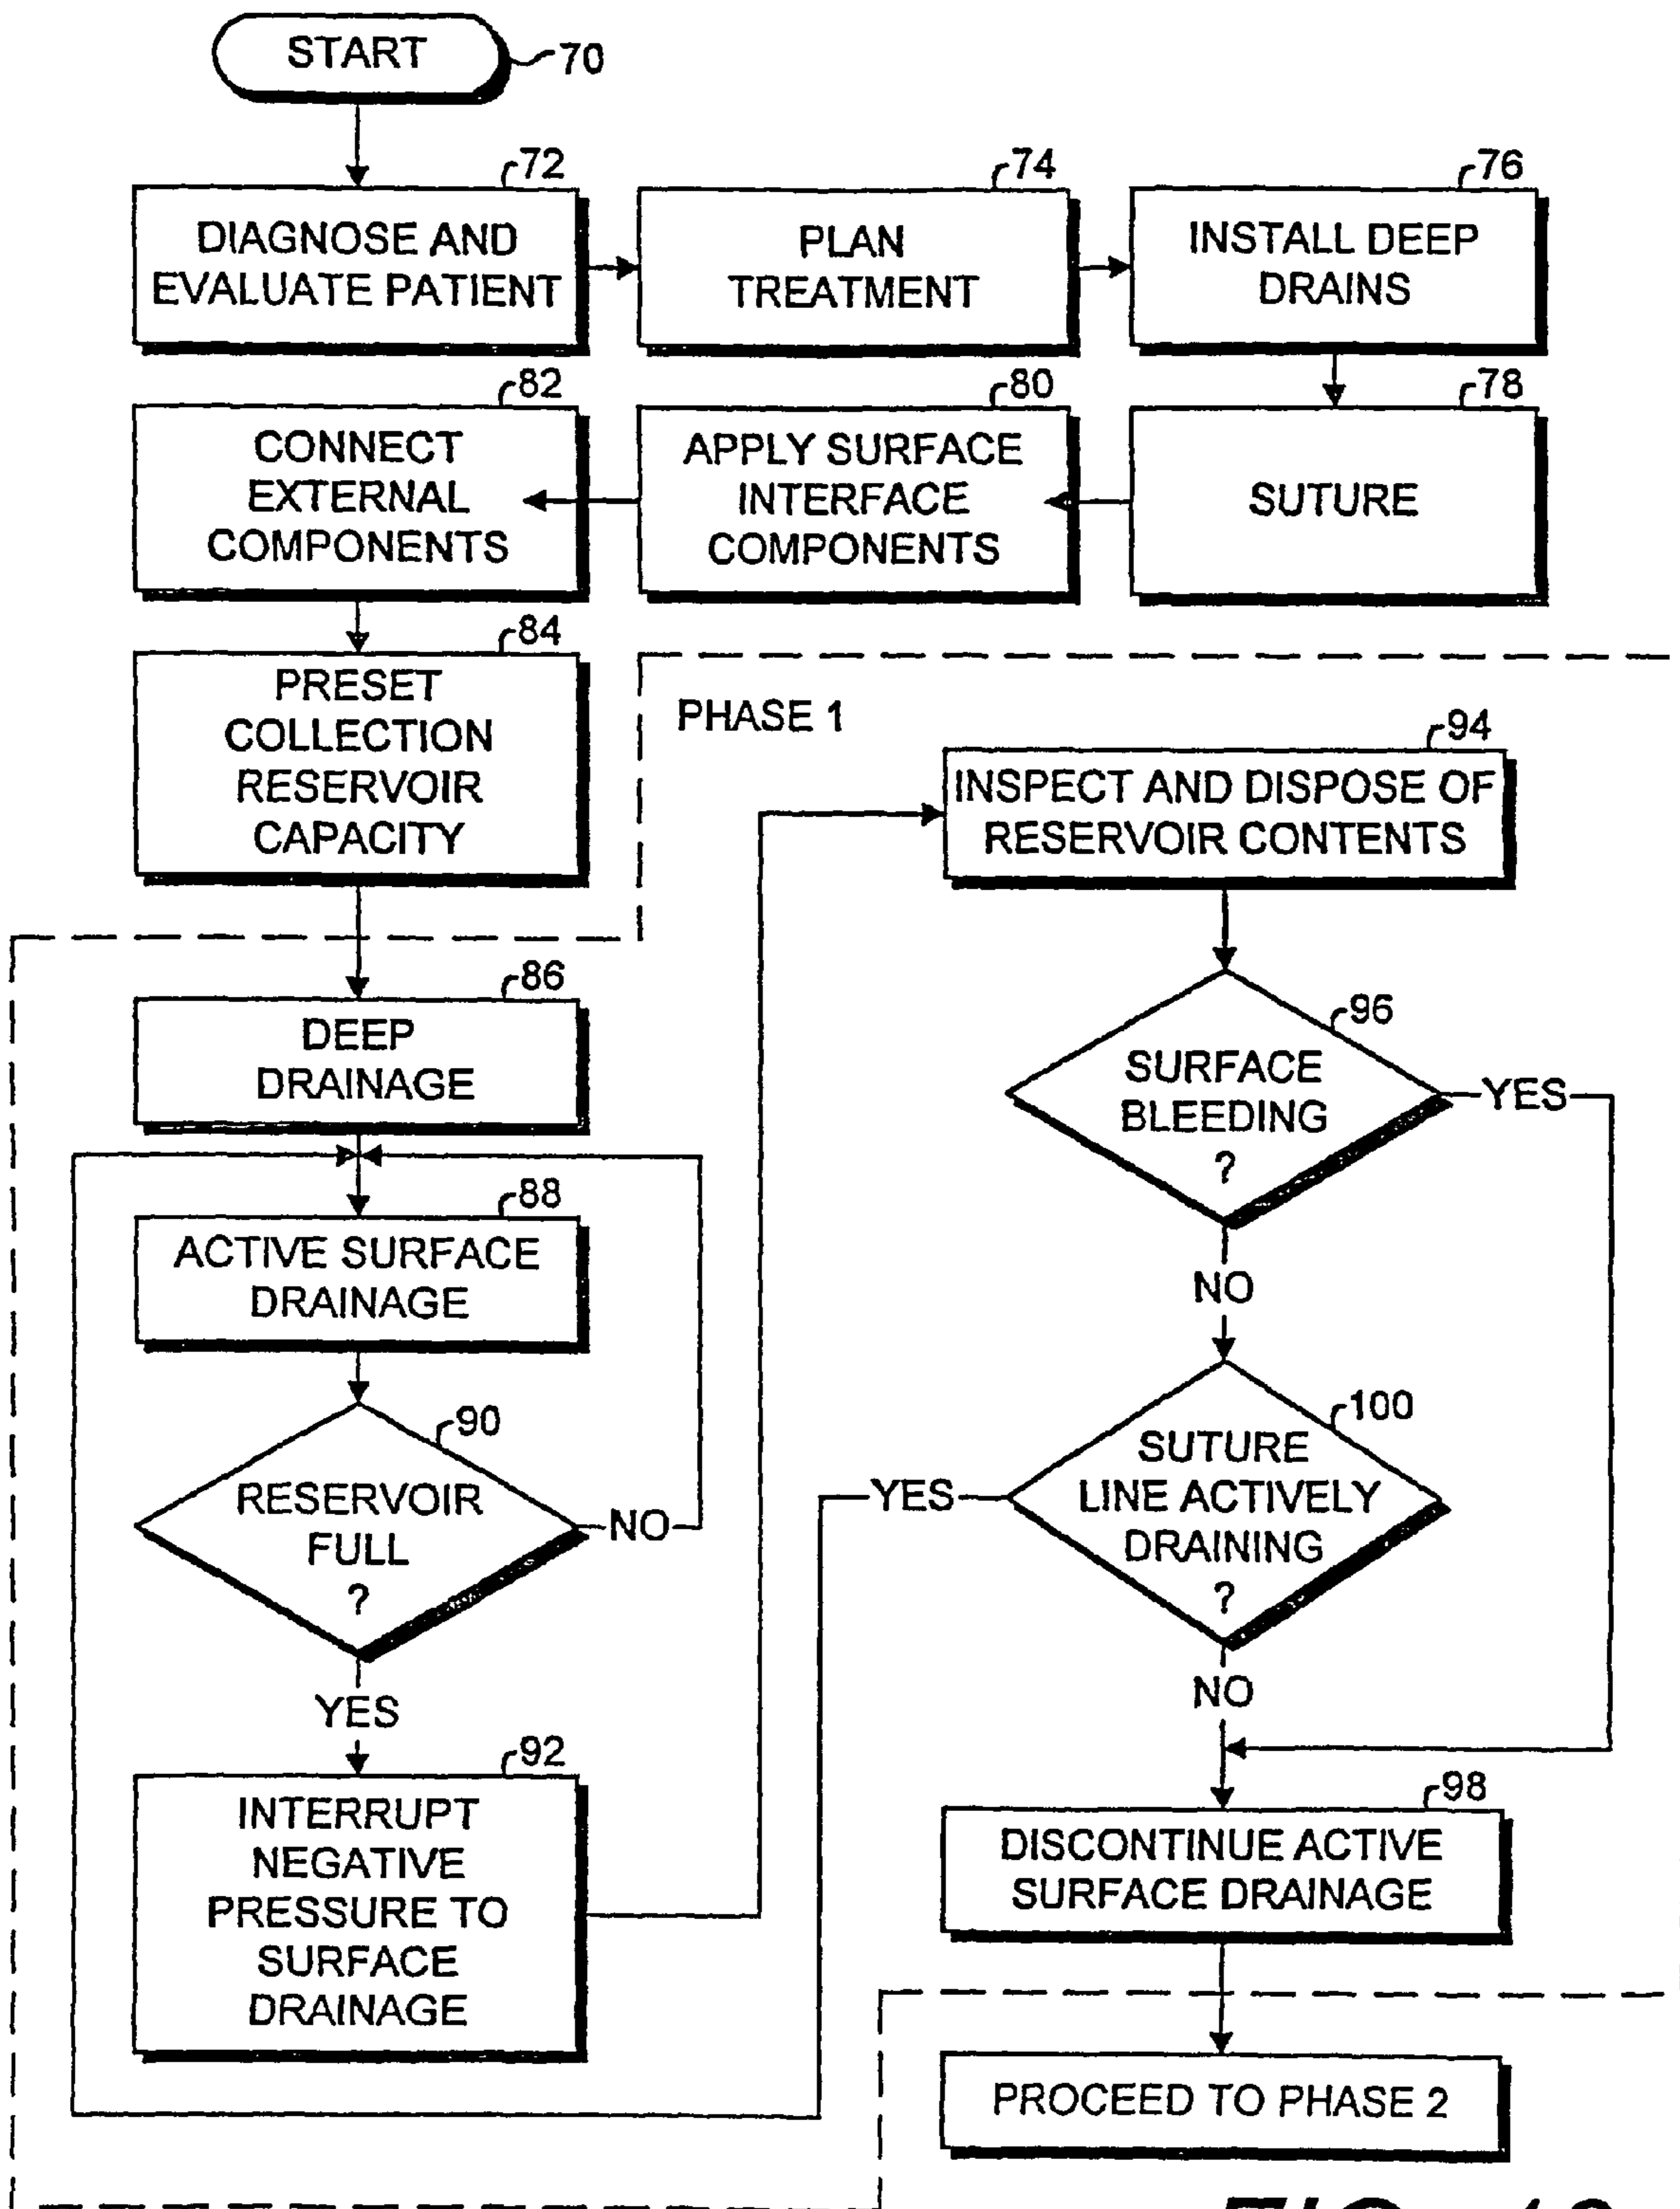 START
70
72
DIAGNOSE AND
EVALUATE PATIENT
74
PLAN
TREATMENT
76
INSTALL DEEP
DRAINS
78
SUTURE
80
APPLY SURFACE
INTERFACE
COMPONENTS
82
CONNECT
EXTERNAL
COMPONENTS
84
PRESET
COLLECTION
RESERVOIR
CAPACITY
PHASE 1
86
DEEP
DRAINAGE
88
ACTIVE SURFACE
DRAINAGE
90
RESERVOIR
FULL
?
NO
YES
92
INTERRUPT
NEGATIVE
PRESSURE TO
SURFACE
DRAINAGE
94
INSPECT AND DISPOSE OF
RESERVOIR CONTENTS
96
SURFACE
BLEEDING
?
YES
NO
100
SUTURE
LINE ACTIVELY
DRAINING
?
YES
NO
98
DISCONTINUE ACTIVE
SURFACE DRAINAGE
PROCEED TO PHASE 2